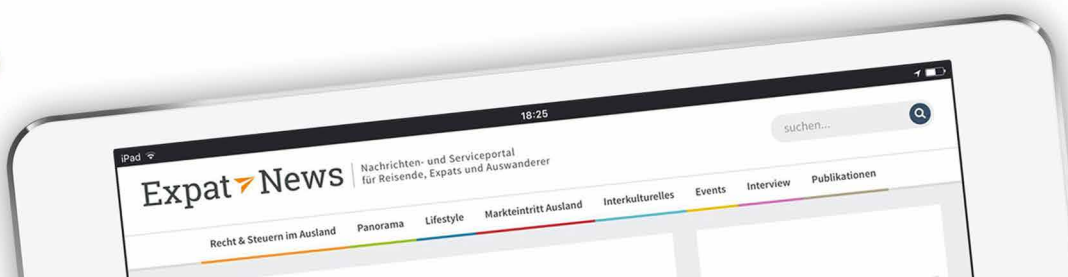 iPad
18:25
suchen...
Expat News
Nachrichten- und Serviceportal
für Reisende, Expats und Auswanderer
Recht & Steuern im Ausland Panorama Lifestyle Markteintritt Ausland Interkulturelles Events Interview Publikationen